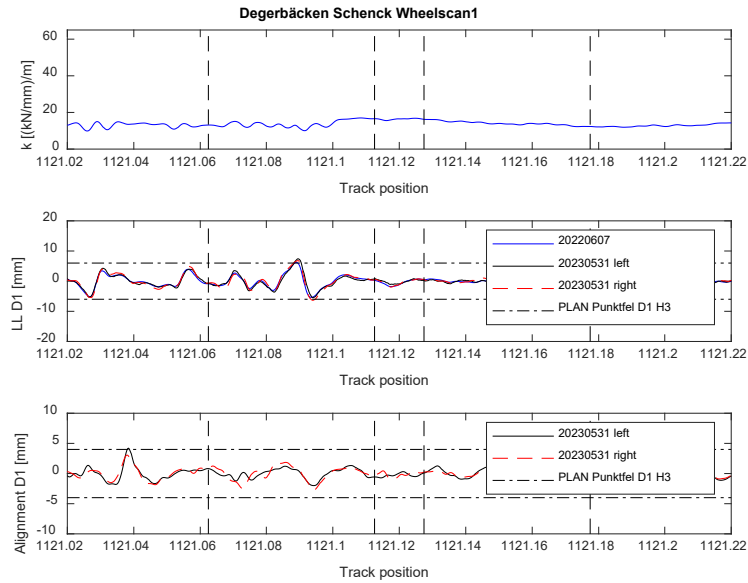 Degerbäcken Schenck Wheelscan1
k [(kN/mm)/m]
60
40
20
0
1121.02 1121.04 1121.06 1121.08 1121.1 1121.12 1121.14 1121.16 1121.18 1121.2 1121.22
Track position
LL D1 [mm]
20
10
0
-10
-20
20220607
20230531 left
20230531 right
PLAN Punktfel D1 H3
1121.02 1121.04 1121.06 1121.08 1121.1 1121.12 1121.14 1121.16 1121.18 1121.2 1121.22
Track position
Alignment D1 [mm]
10
5
0
-5
-10
20230531 left
20230531 right
PLAN Punktfel D1 H3
1121.02 1121.04 1121.06 1121.08 1121.1 1121.12 1121.14 1121.16 1121.18 1121.2 1121.22
Track position